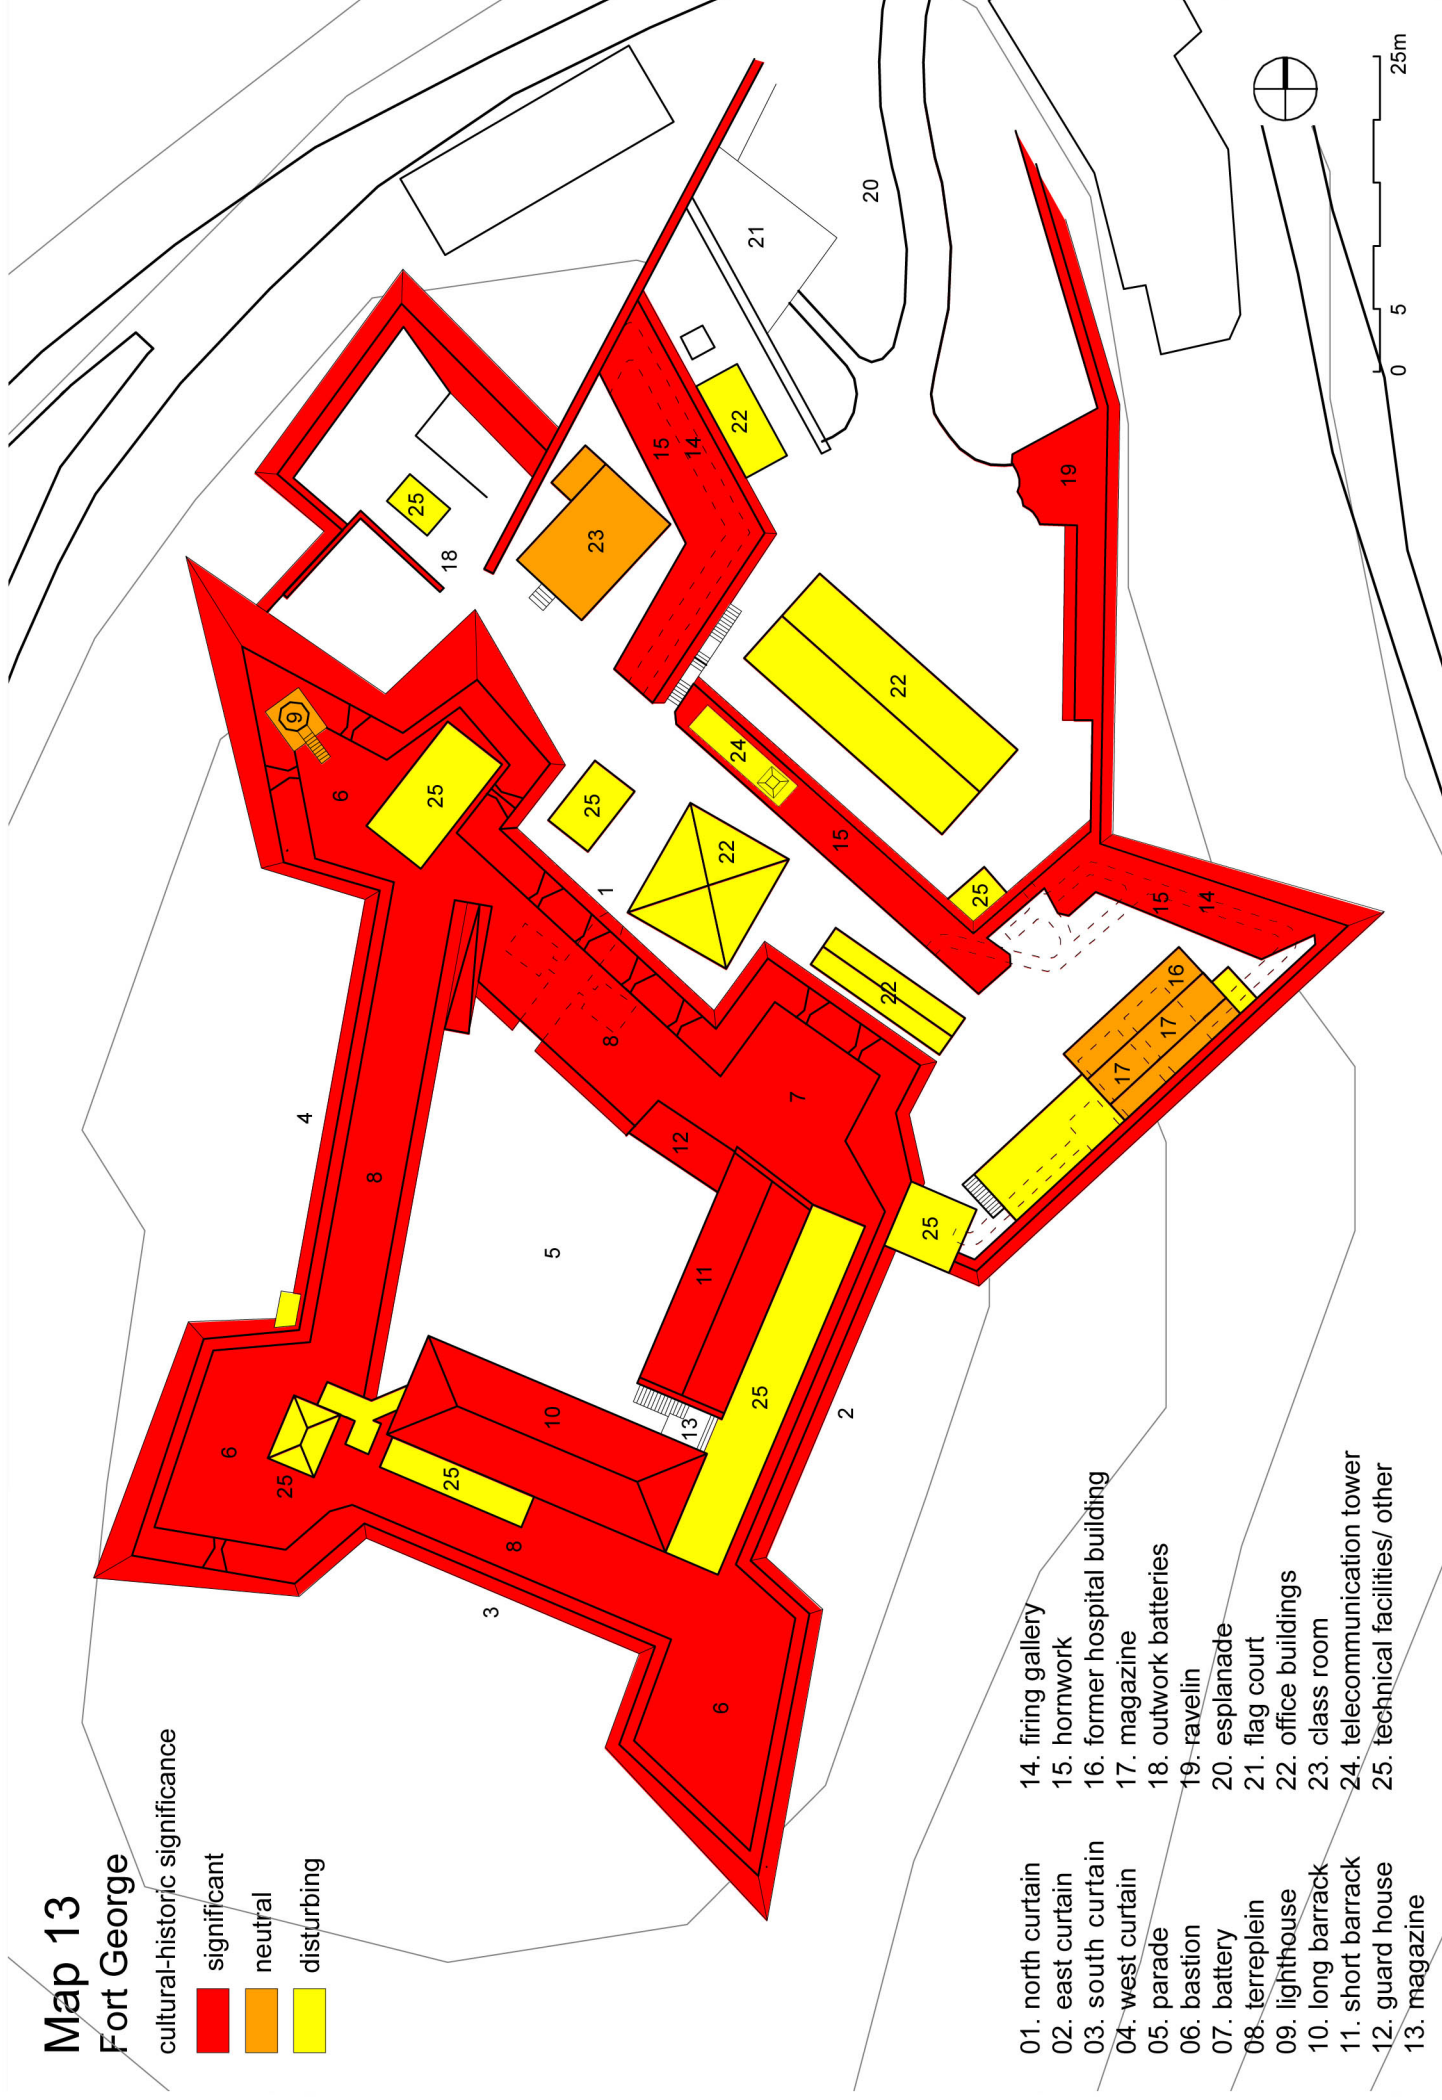 Map 13
Fort George
cultural-historic significance
significant
neutral
disturbing
01. north curtain
02. east curtain
03. south curtain
04. west curtain
05. parade
06. bastion
07. battery
08. terreplein
09. lighthouse
10. long barrack
11. short barrack
12. guard house
13. magazine
14. firing gallery
15. hornwork
16. former hospital building
17. magazine
18. outwork batteries
19. ravelin
20. esplanade
21. flag court
22. office buildings
23. class room
24. telecommunication tower
25. technical facilities/ other
6
25
3
8
25
10
6
13
25
2
4
8
5
11
12
7
8
25
9
6
25
1
25
22
22
15
24
25
22
15
14
16
17
17
18
25
23
15
14
22
21
20
19
0
5
25m